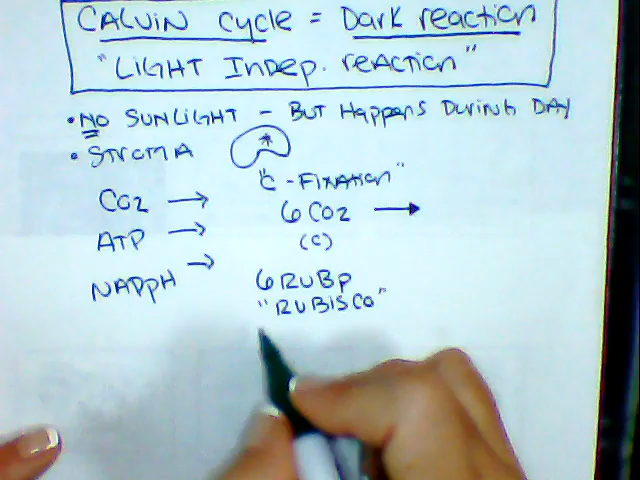 CALVIN Cycle = Dark reaction
"LIGHT INDEP. reACTION"
• NO SUNLIGHT – BUT HAPPENS DURING DAY
• STROMA *
"C - FIXATION"
CO2 → 6 CO2 →
ATP → (C)
NADPH → 6 RUBP
"RUBISCO"